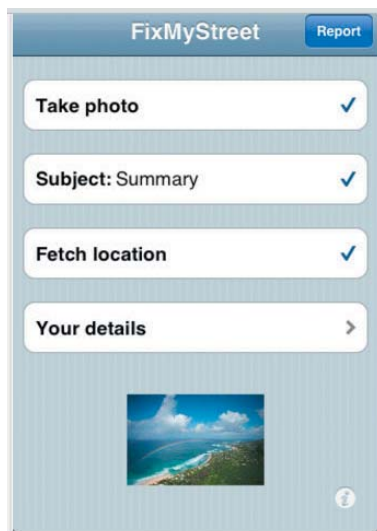 FixMyStreet
Report
Take photo
Subject: Summary
Fetch location
Your details
i